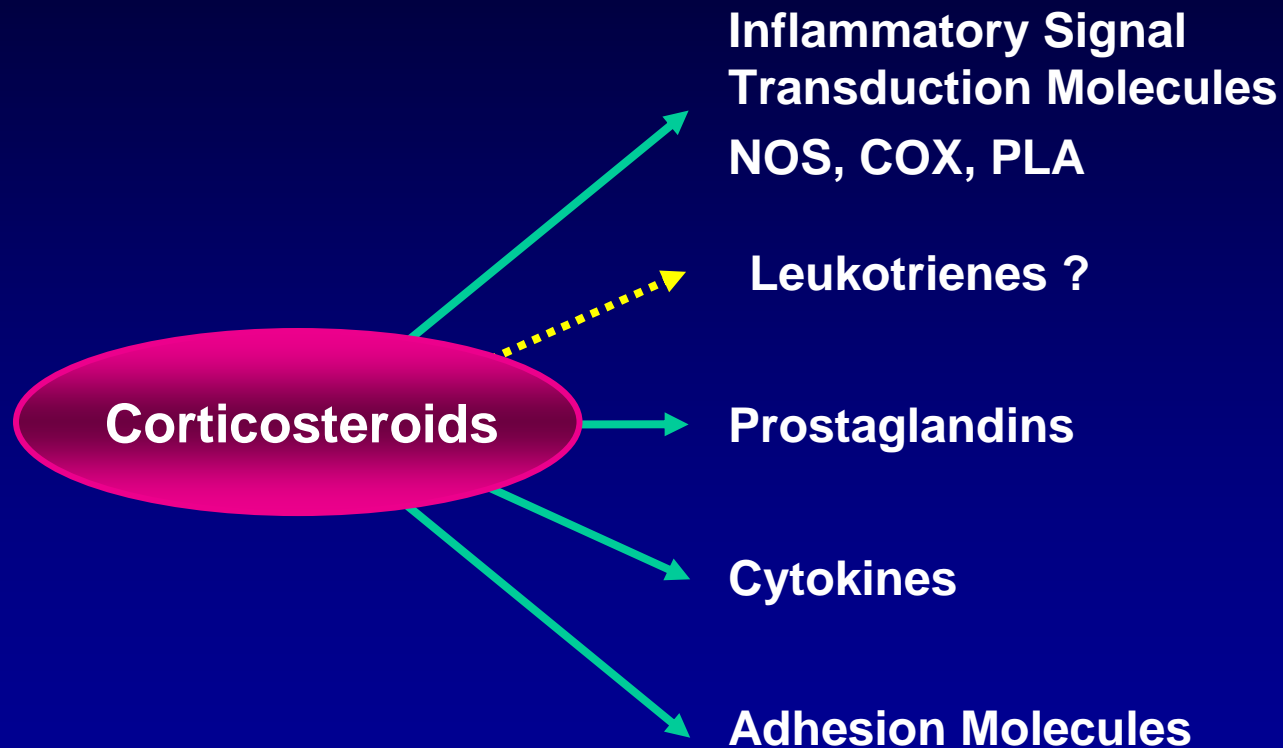 Inflammatory Signal
Transduction Molecules
NOS, COX, PLA
Leukotrienes ?
Corticosteroids
Prostaglandins
Cytokines
Adhesion Molecules